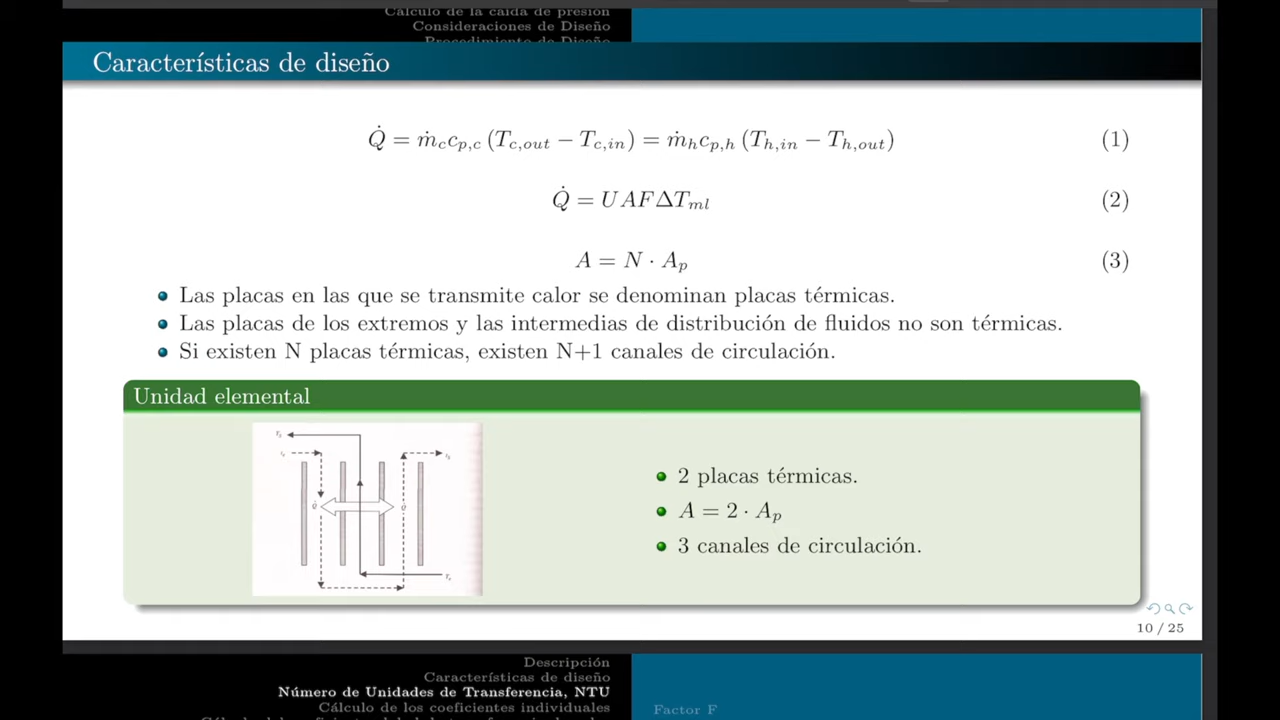 Cálculo de la caída de presión
Consideraciones de Diseño
Procedimiento de Diseño
Características de diseño
Q̇ = ṁ_c c_{p,c} (T_{c,out} − T_{c,in}) = ṁ_h c_{p,h} (T_{h,in} − T_{h,out}) (1)
Q̇ = UAFΔT_{ml} (2)
A = N · A_p (3)
Las placas en las que se transmite calor se denominan placas térmicas.
Las placas de los extremos y las intermedias de distribución de fluidos no son térmicas.
Si existen N placas térmicas, existen N+1 canales de circulación.
Unidad elemental
2 placas térmicas.
A = 2 · A_p
3 canales de circulación.
10 / 25
Descripción
Características de diseño
Número de Unidades de Transferencia, NTU
Cálculo de los coeficientes individuales
Factor F